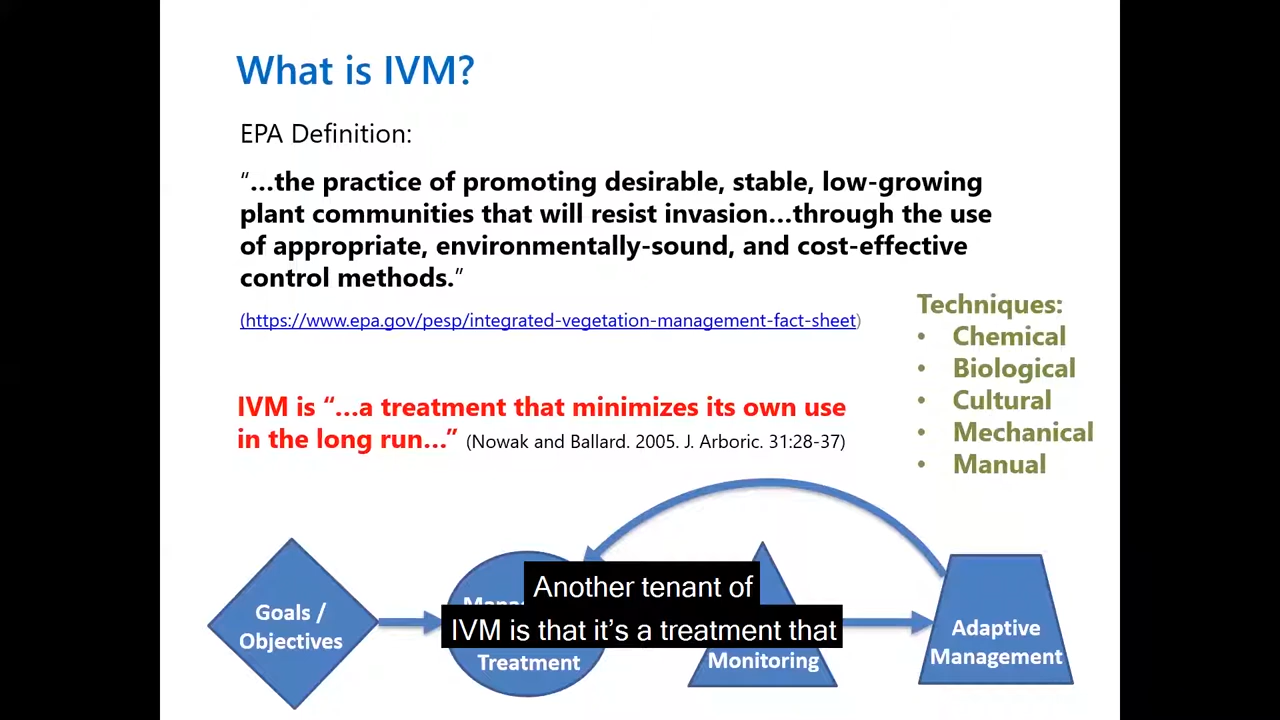 What is IVM?
EPA Definition:
“…the practice of promoting desirable, stable, low-growing
plant communities that will resist invasion…through the use
of appropriate, environmentally-sound, and cost-effective
control methods.”
(https://www.epa.gov/pesp/integrated-vegetation-management-fact-sheet)
Techniques:
• Chemical
• Biological
• Cultural
• Mechanical
• Manual
IVM is “…a treatment that minimizes its own use
in the long run…” (Nowak and Ballard. 2005. J. Arboric. 31:28-37)
Goals /
Objectives
Treatment
Monitoring
Adaptive
Management
Another tenant of
IVM is that it’s a treatment that